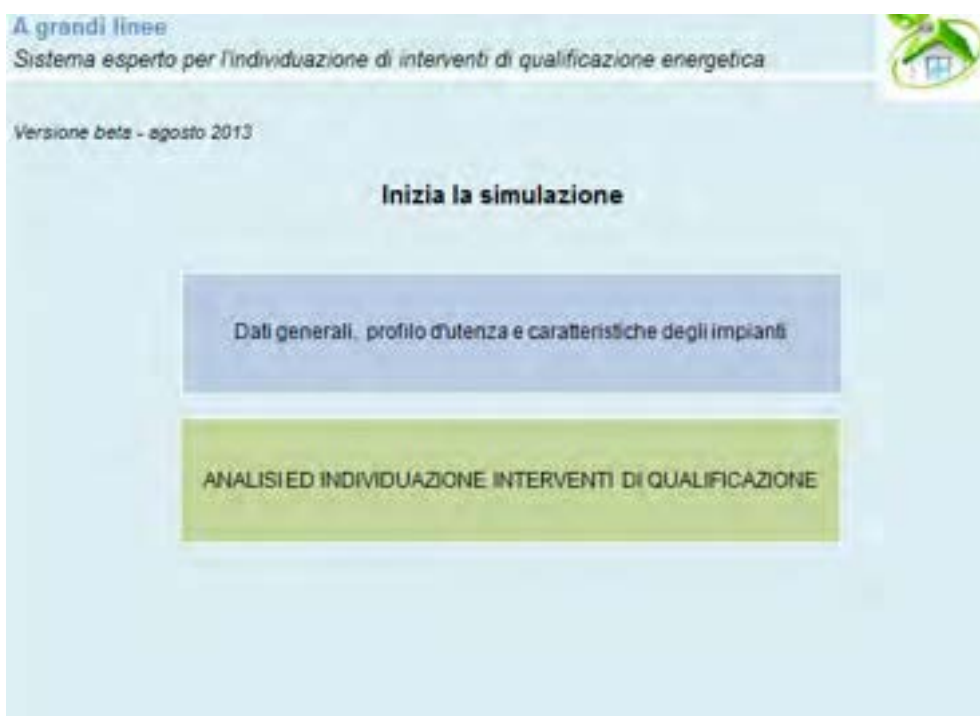 A grandi linee
Sistema esperto per l'individuazione di interventi di qualificazione energetica
Versione beta - agosto 2013
Inizia la simulazione
Dati generali, profilo d'utenza e caratteristiche degli impianti
ANALISI ED INDIVIDUAZIONE INTERVENTI DI QUALIFICAZIONE